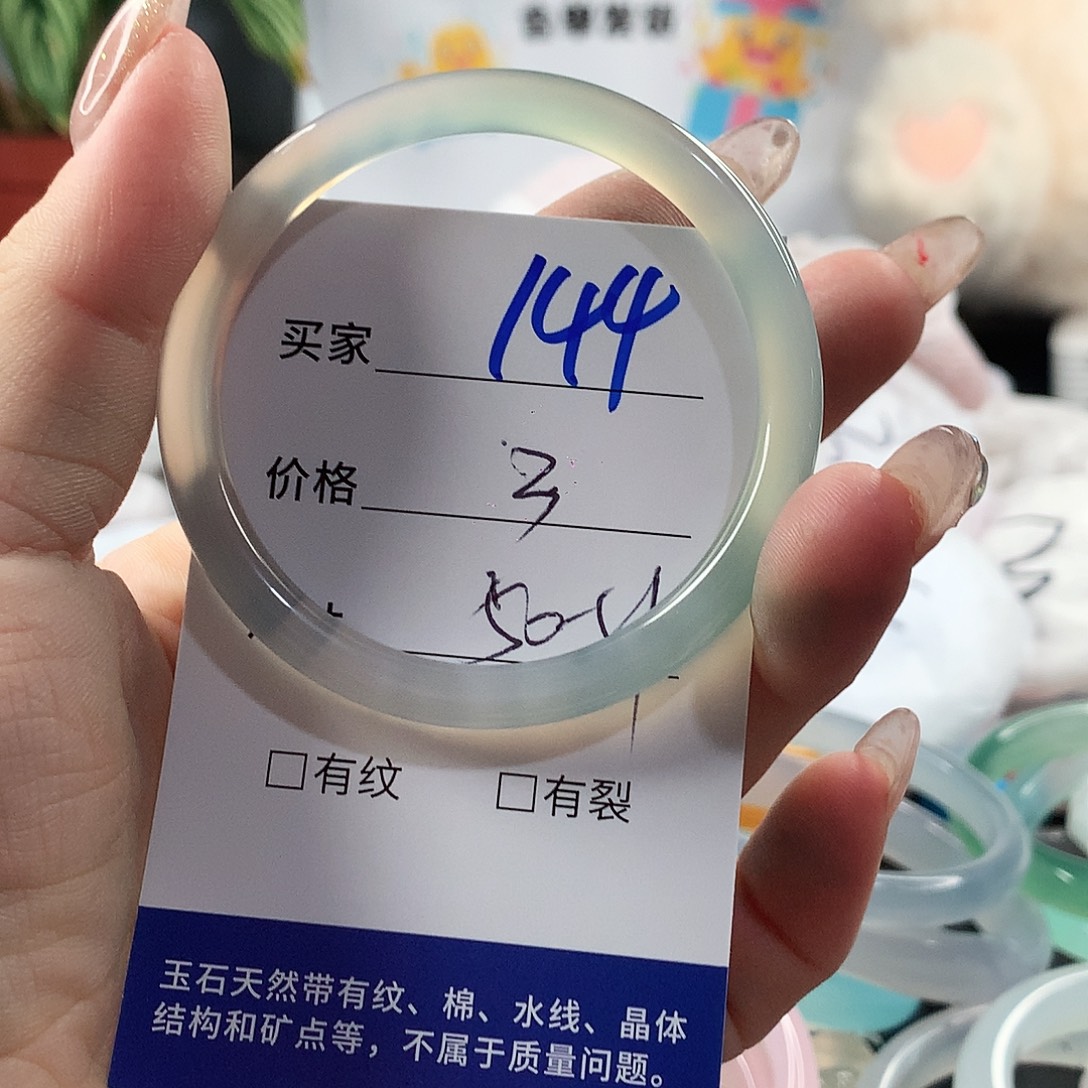 买家 144
价格 3
50-51
□有纹 □有裂
玉石天然带有纹、棉、水线、晶体
结构和矿点等，不属于质量问题。